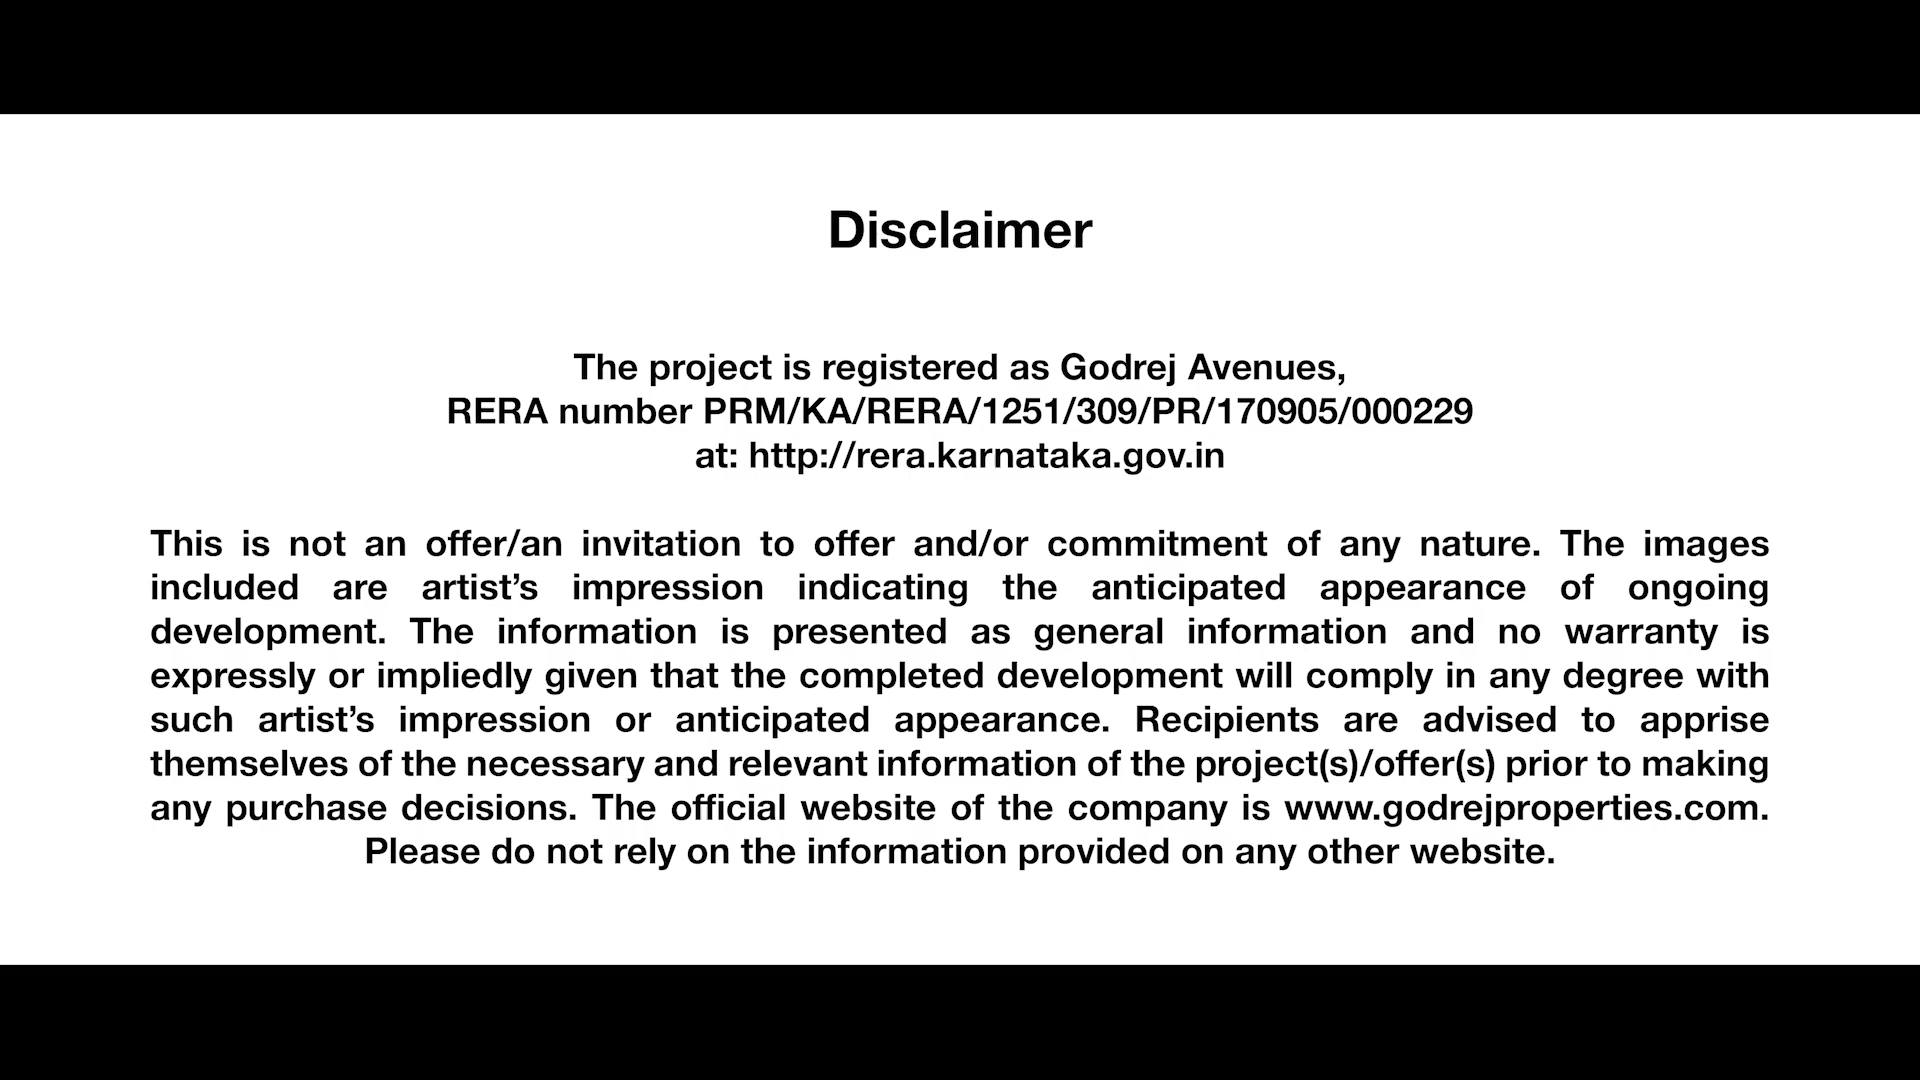 Disclaimer
The project is registered as Godrej Avenues,
RERA number PRM/KA/RERA/1251/309/PR/170905/000229
at: http://rera.karnataka.gov.in
This is not an offer/an invitation to offer and/or commitment of any nature. The images
included are artist’s impression indicating the anticipated appearance of ongoing
development. The information is presented as general information and no warranty is
expressly or impliedly given that the completed development will comply in any degree with
such artist’s impression or anticipated appearance. Recipients are advised to apprise
themselves of the necessary and relevant information of the project(s)/offer(s) prior to making
any purchase decisions. The official website of the company is www.godrejproperties.com.
Please do not rely on the information provided on any other website.